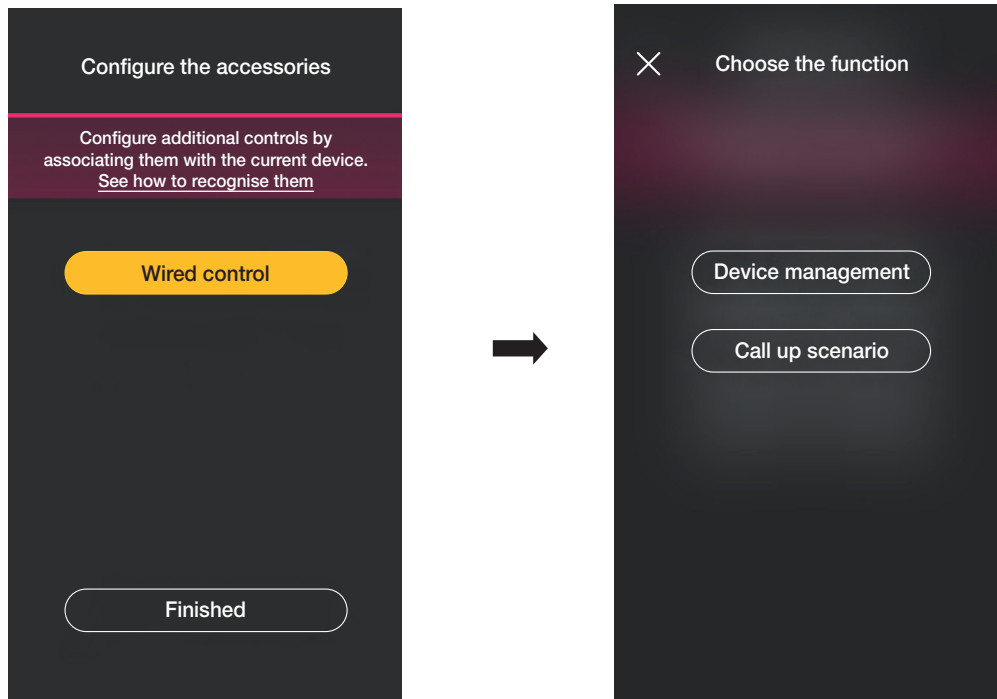 Configure the accessories
Configure additional controls by
associating them with the current device.
See how to recognise them
Wired control
Finished
Choose the function
Device management
Call up scenario